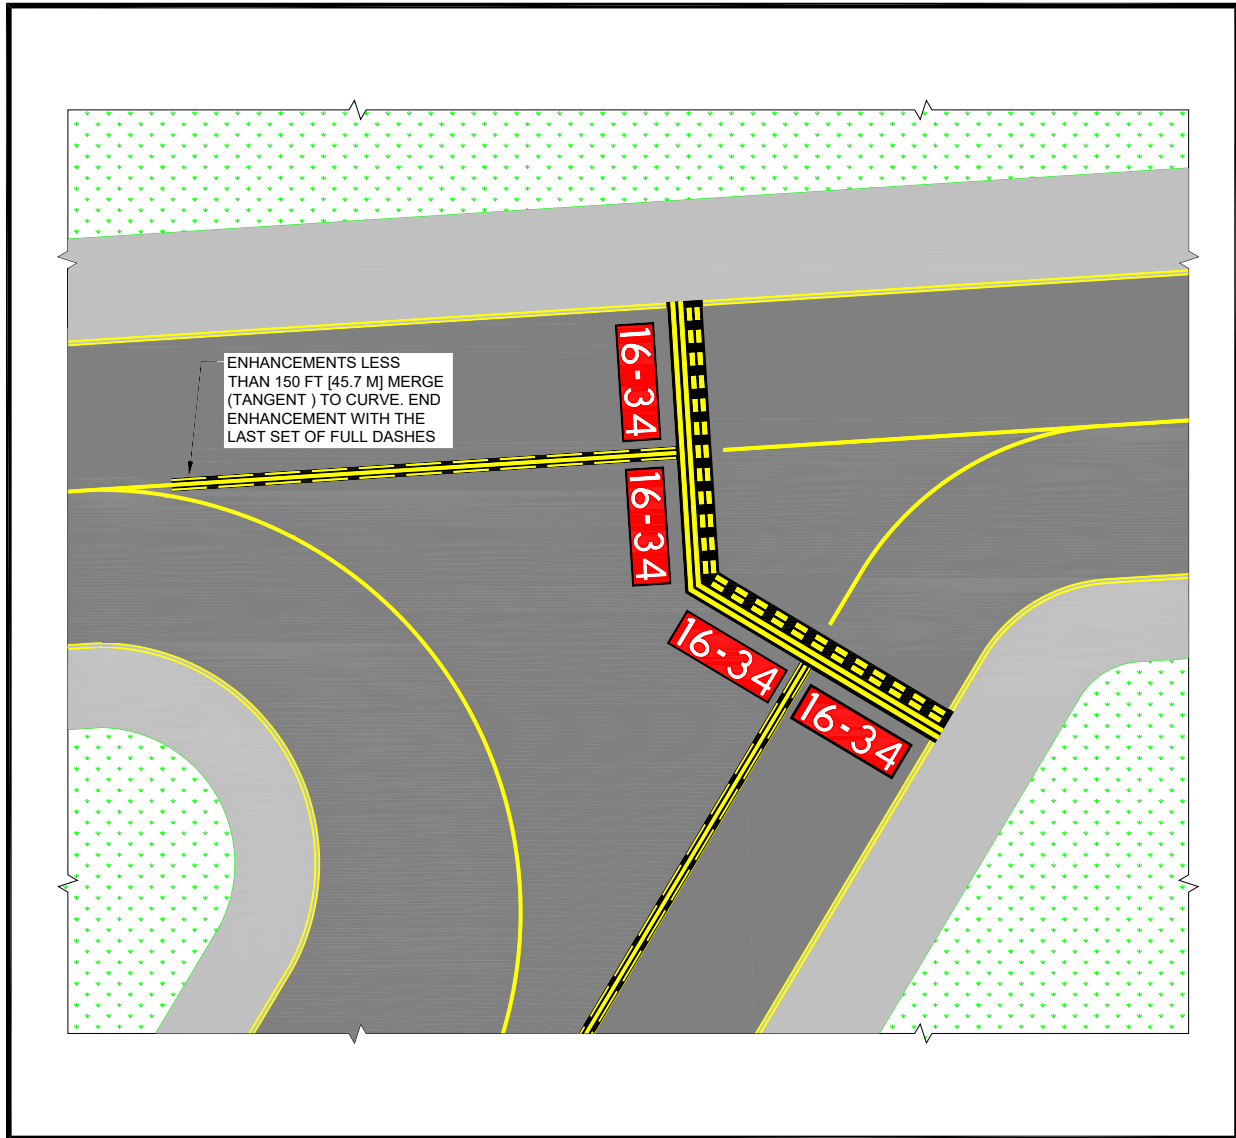 16-34
ENHANCEMENTS LESS
THAN 150 FT [45.7 M] MERGE
(TANGENT ) TO CURVE. END
ENHANCEMENT WITH THE
LAST SET OF FULL DASHES
16-34
16-34
16-34